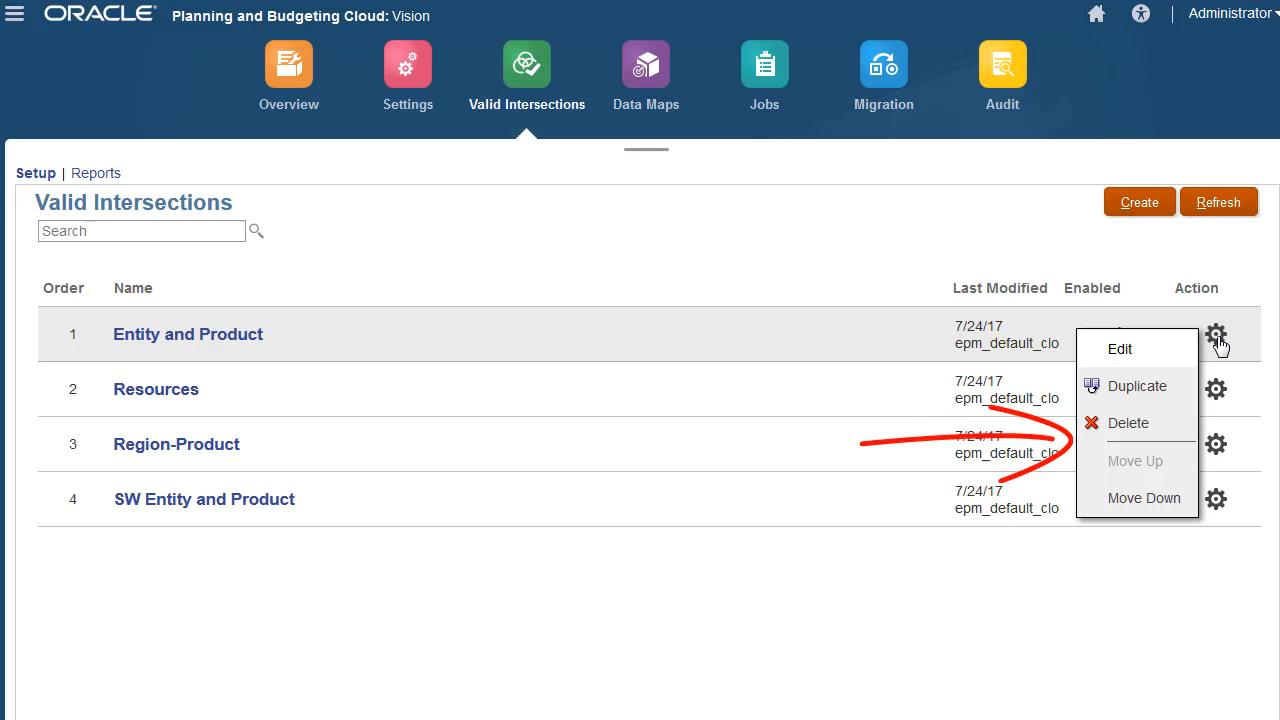 ORACLE Planning and Budgeting Cloud: Vision
Administrator
Overview
Settings
Valid Intersections
Data Maps
Jobs
Migration
Audit
Setup | Reports
Valid Intersections
Create
Refresh
Search
Order Name Last Modified Enabled Action
1 Entity and Product 7/24/17
epm_default_clo
2 Resources 7/24/17
epm_default_clo
3 Region-Product 7/24/17
epm_default_clo
4 SW Entity and Product 7/24/17
epm_default_clo
Edit
Duplicate
Delete
Move Up
Move Down